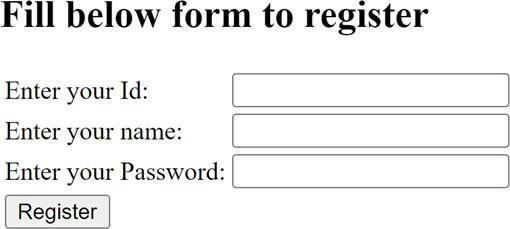 Fill below form to register
Enter your Id:
Enter your name:
Enter your Password:
Register